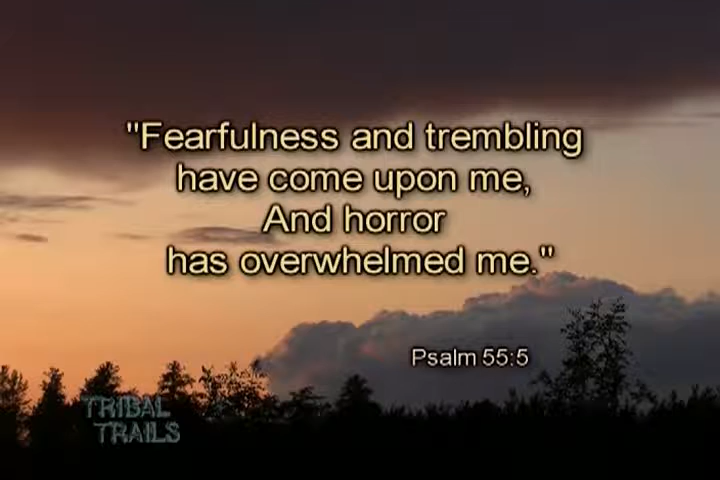 "Fearfulness and trembling
have come upon me,
And horror
has overwhelmed me."
Psalm 55:5
TRIBAL
TRAILS